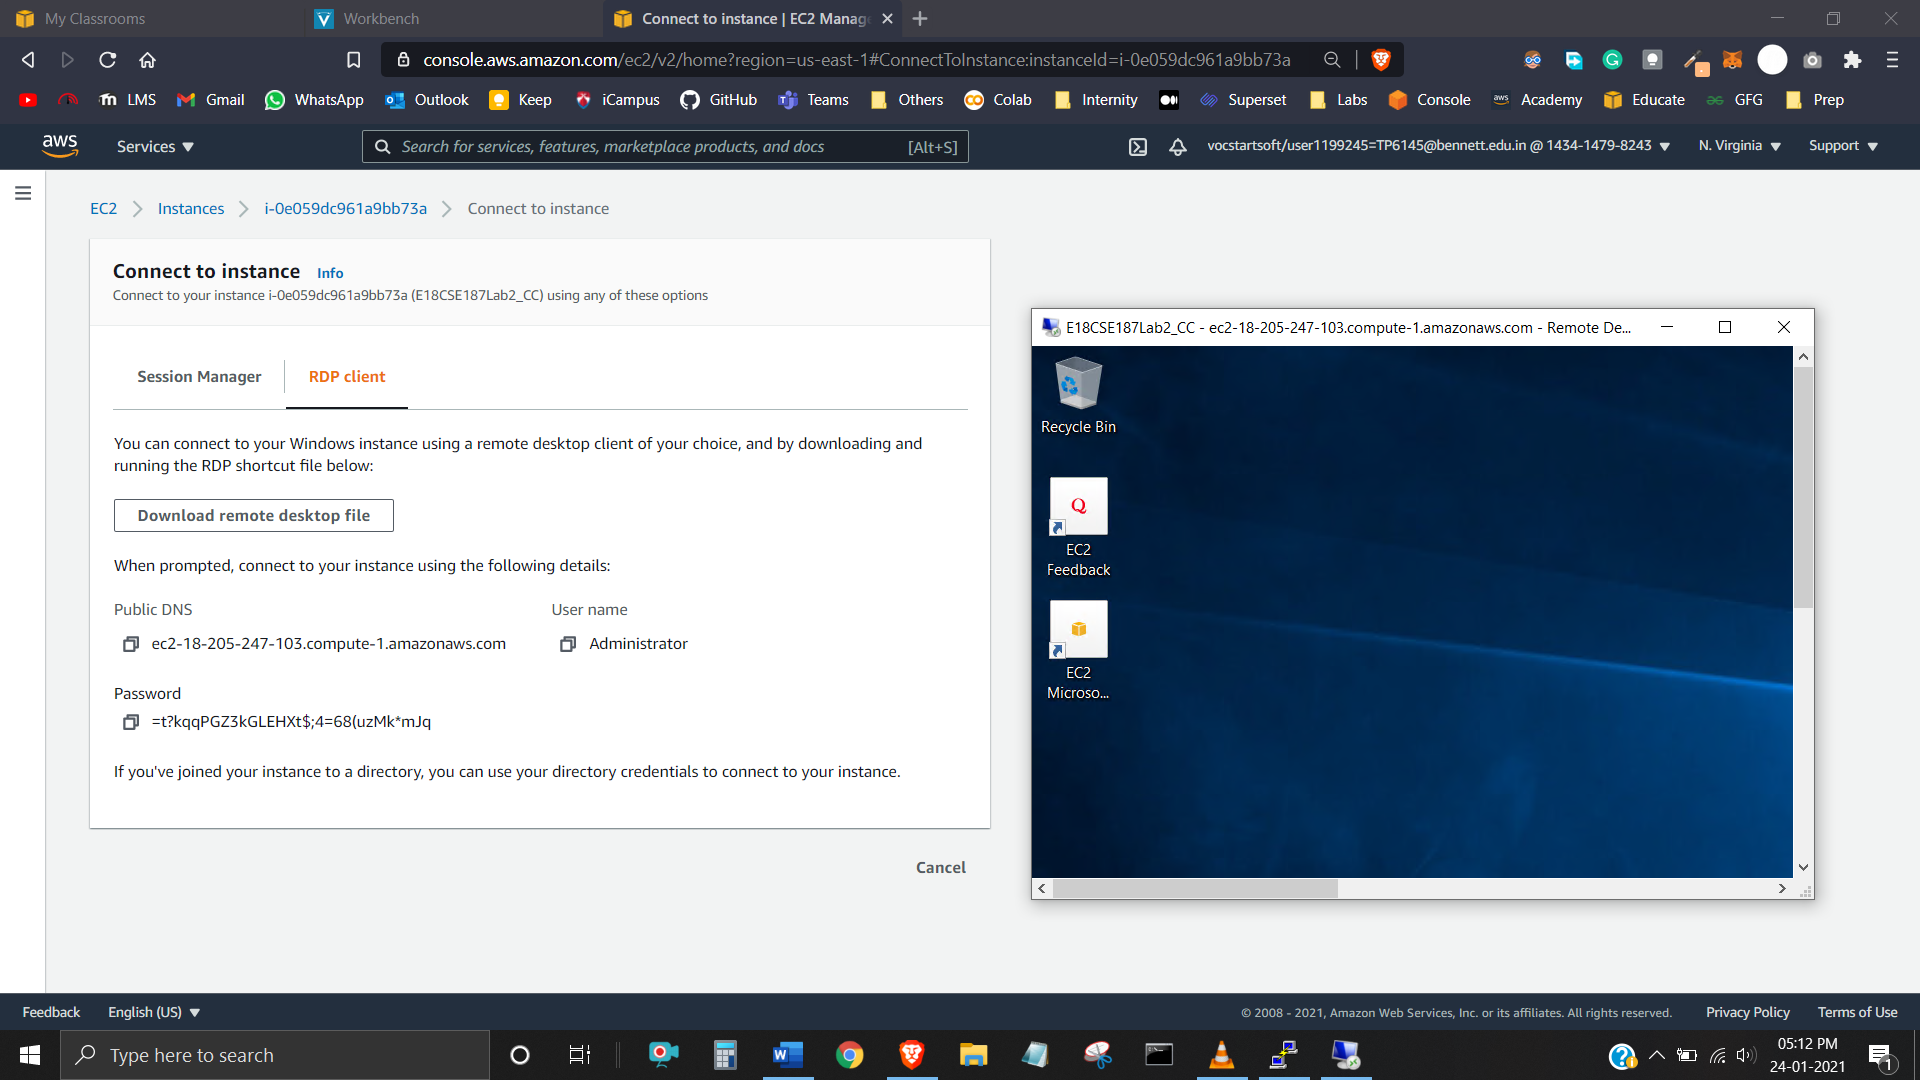 My Classrooms
Workbench
Connect to instance | EC2 Manag
console.aws.amazon.com/ec2/v2/home?region=us-east-1#ConnectToInstance:instanceId=i-0e059dc961a9bb73a
LMS
Gmail
WhatsApp
Outlook
Keep
iCampus
GitHub
Teams
Others
Colab
Internity
Superset
Labs
Console
aws
Academy
Educate
GFG
Prep
aws
Services
Search for services, features, marketplace products, and docs
[Alt+S]
vocstartsoft/user1199245=TP6145@bennett.edu.in @ 1434-1479-8243
N. Virginia
Support
EC2
Instances
i-0e059dc961a9bb73a
Connect to instance
Connect to instance Info
Connect to your instance i-0e059dc961a9bb73a (E18CSE187Lab2_CC) using any of these options
Session Manager
RDP client
You can connect to your Windows instance using a remote desktop client of your choice, and by downloading and
running the RDP shortcut file below:
Download remote desktop file
When prompted, connect to your instance using the following details:
Public DNS
User name
ec2-18-205-247-103.compute-1.amazonaws.com
Administrator
Password
=t?kqqPGZ3kGLEHXt$;4=68(uzMk*mJq
If you've joined your instance to a directory, you can use your directory credentials to connect to your instance.
Cancel
E18CSE187Lab2_CC - ec2-18-205-247-103.compute-1.amazonaws.com - Remote De...
Recycle Bin
Q
EC2
Feedback
EC2
Microso...
Feedback
English (US)
© 2008 - 2021, Amazon Web Services, Inc. or its affiliates. All rights reserved.
Privacy Policy
Terms of Use
Type here to search
05:12 PM
24-01-2021
1